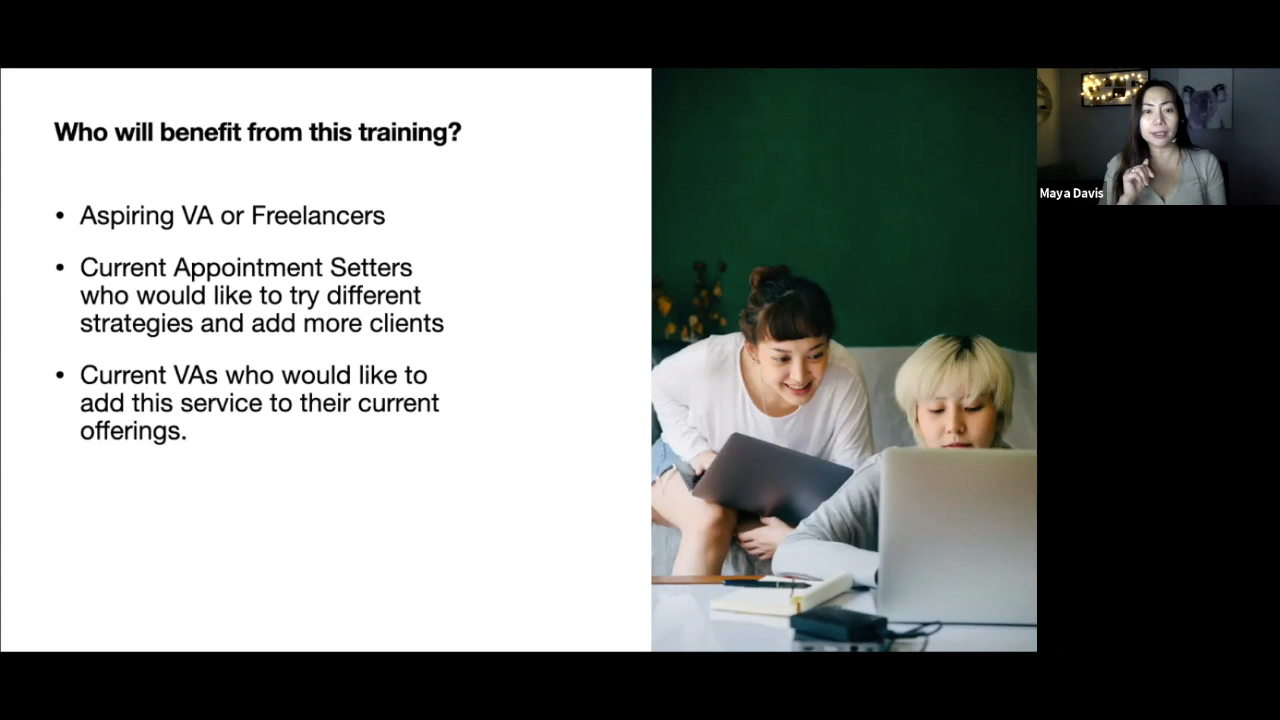 Who will benefit from this training?
• Aspiring VA or Freelancers
• Current Appointment Setters
who would like to try different
strategies and add more clients
• Current VAs who would like to
add this service to their current
offerings.
Maya Davis